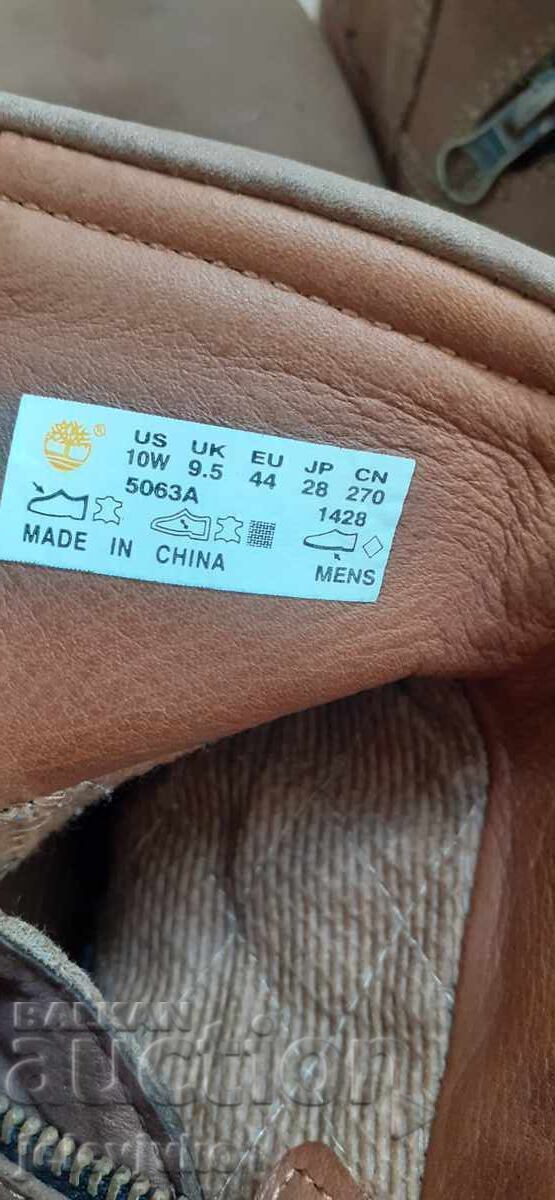 ®
US UK EU JP CN
10W 9.5 44 28 270
5063A 1428
MADE IN CHINA MENS
BALKAN
auction